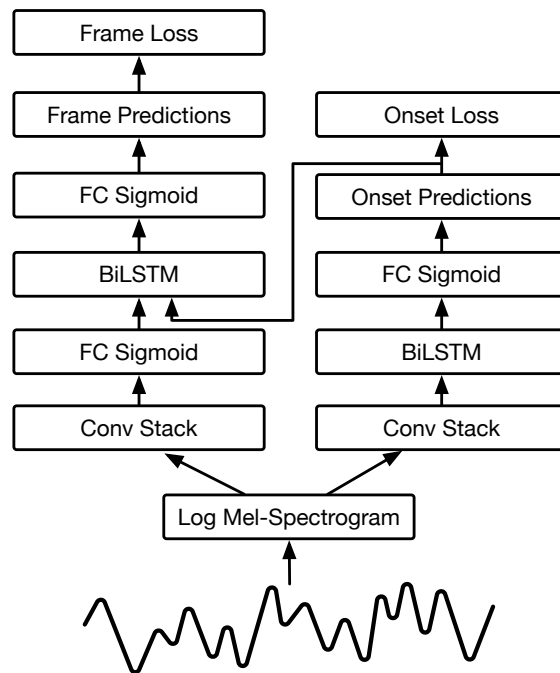 Frame Loss
Frame Predictions
Onset Loss
FC Sigmoid
Onset Predictions
BiLSTM
FC Sigmoid
FC Sigmoid
BiLSTM
Conv Stack
Conv Stack
Log Mel-Spectrogram